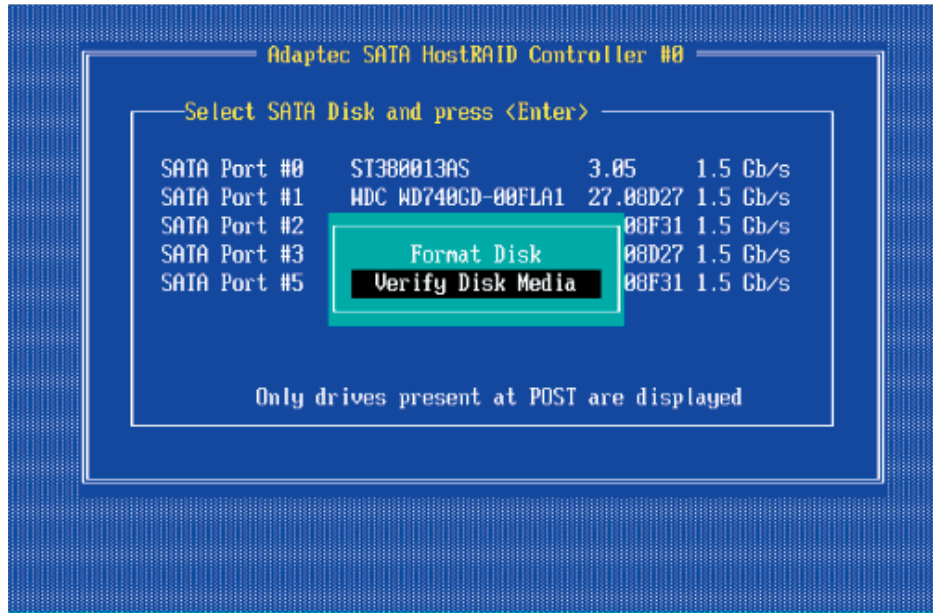 Adaptec SATA HostRAID Controller #0
Select SATA Disk and press <Enter>
SATA Port #0 ST380013AS 3.05 1.5 Gb/s
SATA Port #1 WDC WD740GD-00FLA1 27.08D27 1.5 Gb/s
SATA Port #2 08F31 1.5 Gb/s
SATA Port #3 08D27 1.5 Gb/s
SATA Port #5 08F31 1.5 Gb/s
Format Disk
Verify Disk Media
Only drives present at POST are displayed